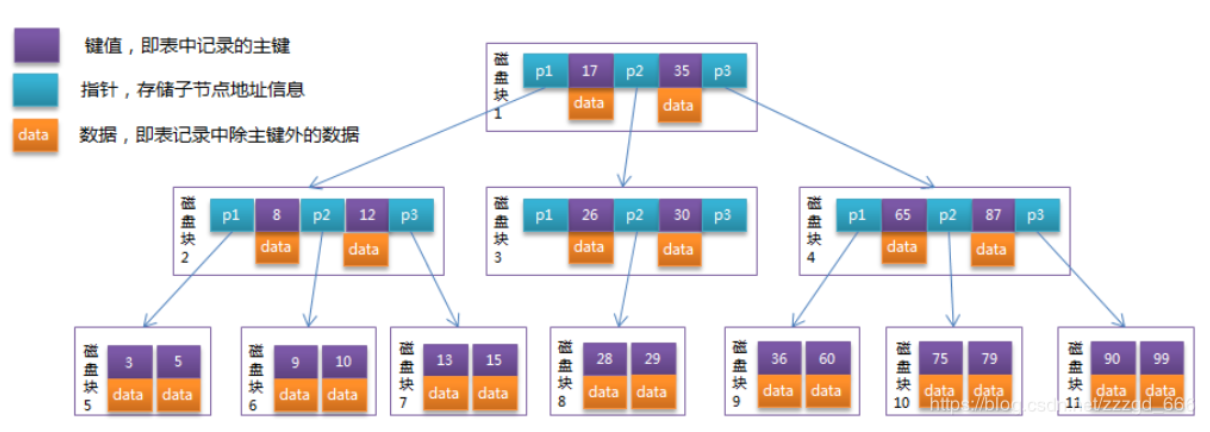 键值，即表中记录的主键
指针，存储子节点地址信息
data 数据，即表记录中除主键外的数据
磁盘块1
p1 17 p2 35 p3
data data
磁盘块2
p1 8 p2 12 p3
data data
磁盘块3
p1 26 p2 30 p3
data data
磁盘块4
p1 65 p2 87 p3
data data
磁盘块5
3 5
data data
磁盘块6
9 10
data data
磁盘块7
13 15
data data
磁盘块8
28 29
data data
磁盘块9
36 60
data data
磁盘块10
75 79
data data
磁盘块11
90 99
data data